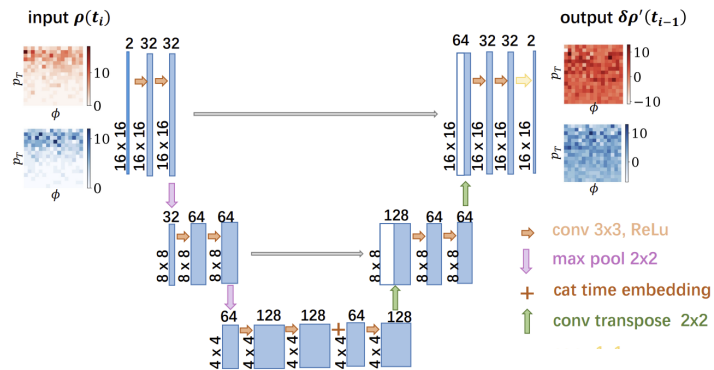 input ρ(t_i)
output δρ′(t_{i−1})
10
0
p_T
ϕ
10
0
p_T
ϕ
2 32 32
16 x 16
16 x 16
16 x 16
64 32 32 2
16 x 16
16 x 16
16 x 16
16 x 16
10
0
−10
p_T
ϕ
10
0
p_T
ϕ
32 64 64
8 x 8
8 x 8
8 x 8
128 64 64
8 x 8
8 x 8
8 x 8
64 128 128 64 128
4 x 4
4 x 4
4 x 4
4 x 4
4 x 4
conv 3x3, ReLu
max pool 2x2
cat time embedding
conv transpose 2x2